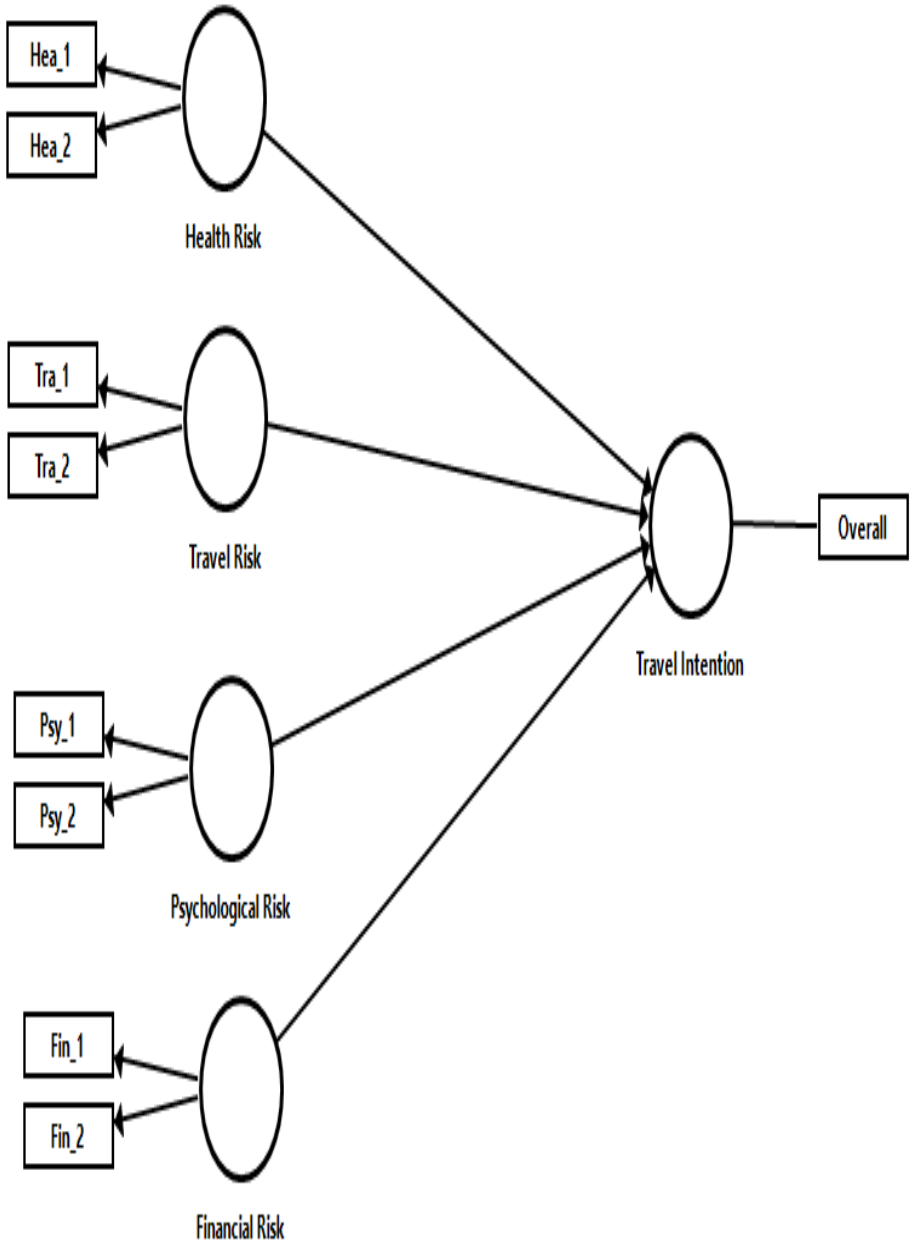 Hea_1
Hea_2
Health Risk
Tra_1
Tra_2
Travel Risk
Overall
Travel Intention
Psy_1
Psy_2
Psychological Risk
Fin_1
Fin_2
Financial Risk